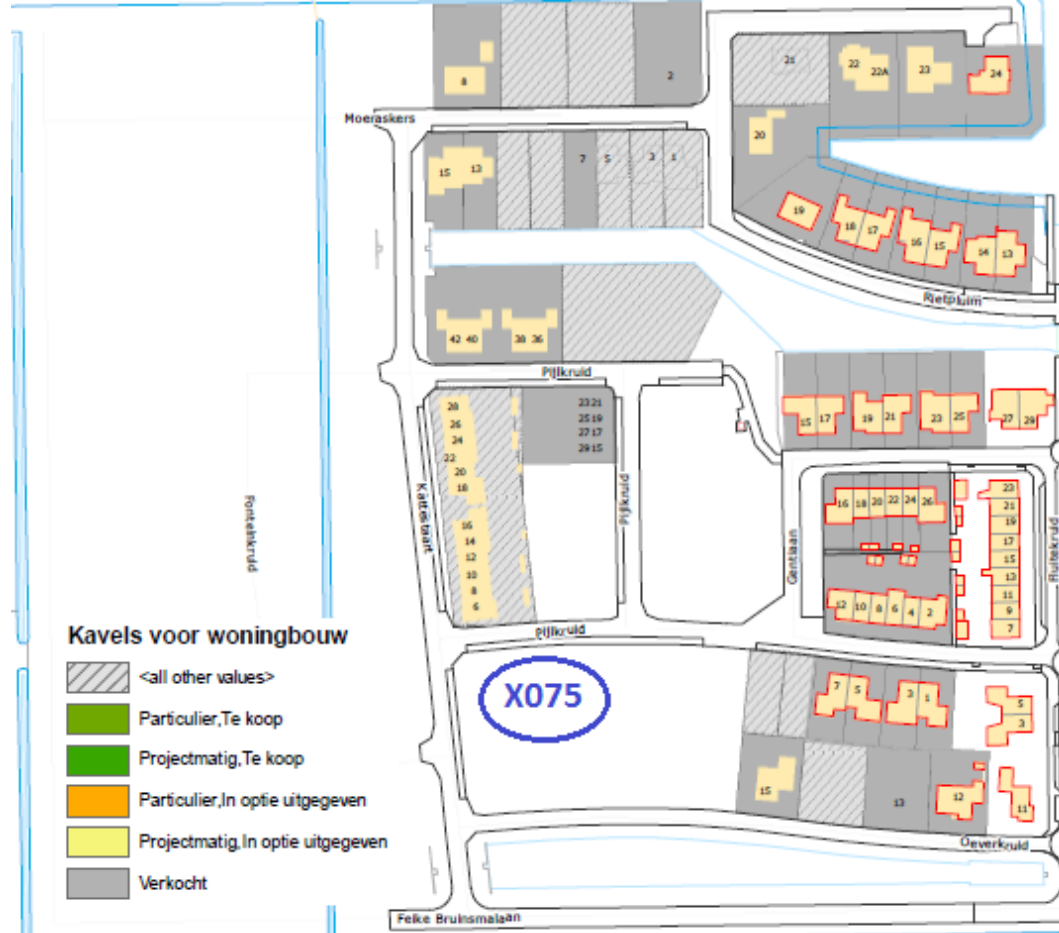 8
2
21
22
22A
23
24
Moeraskers
20
15
13
7
5
3
1
19
18
17
16
15
14
13
Rietpluim
42 40
38 36
Pijlkruid
28
26
24
22
20
18
16
14
12
10
8
6
23 21
25 19
27 17
29 15
Kattestaart
Pijlkruid
Fonteinkruid
15 17
19 21
23 25
27 29
Gentiaan
16 18 20 22 24 26
12 10 8 6 4 2
23
21
19
17
15
13
11
9
7
Ruitekruid
Pijlkruid
X075
7 5
3 1
5
3
15
13
12
11
Oeverkruid
Felke Bruinsmalaan
Kavels voor woningbouw
<all other values>
Particulier,Te koop
Projectmatig,Te koop
Particulier,In optie uitgegeven
Projectmatig,In optie uitgegeven
Verkocht